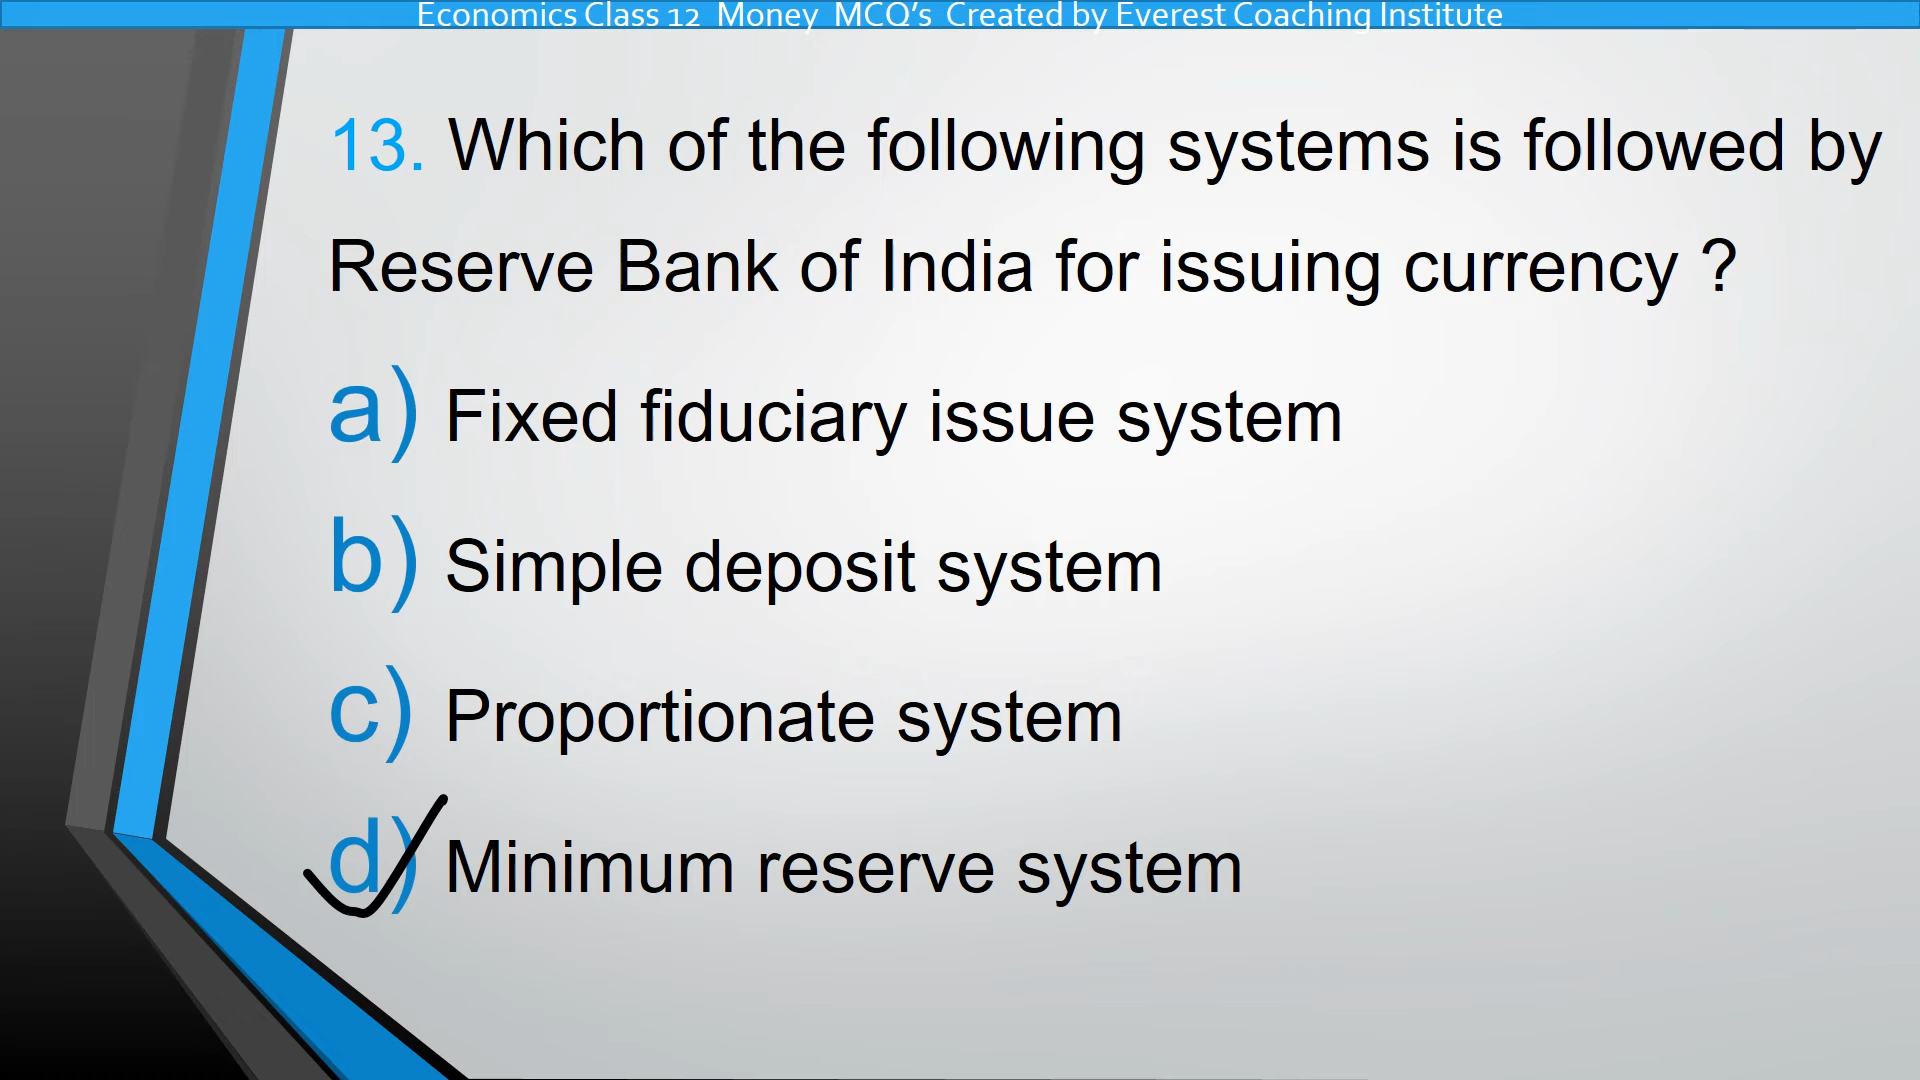 Economics Class 12 Money MCQ's Created by Everest Coaching Institute
13. Which of the following systems is followed by
Reserve Bank of India for issuing currency ?
a) Fixed fiduciary issue system
b) Simple deposit system
c) Proportionate system
d) Minimum reserve system